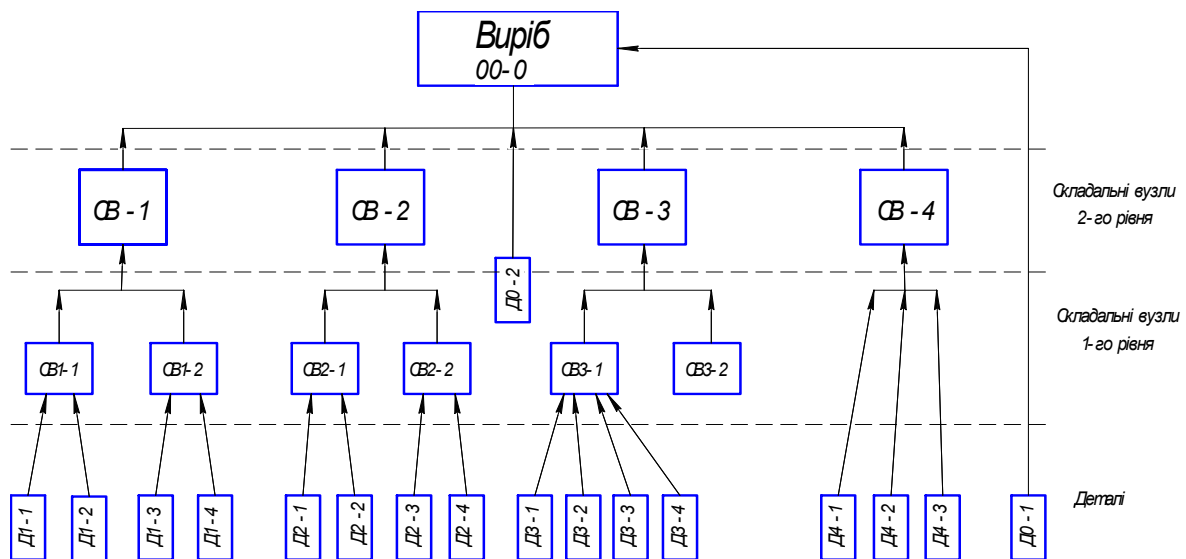 Виріб
00-0
СВ-1
СВ-2
СВ-3
СВ-4
Складальні вузли
2-го рівня
Д0-2
Складальні вузли
1-го рівня
СВ1-1
СВ1-2
СВ2-1
СВ2-2
СВ3-1
СВ3-2
Д1-1
Д1-2
Д1-3
Д1-4
Д2-1
Д2-2
Д2-3
Д2-4
Д3-1
Д3-2
Д3-3
Д3-4
Д4-1
Д4-2
Д4-3
Д0-1
Деталі